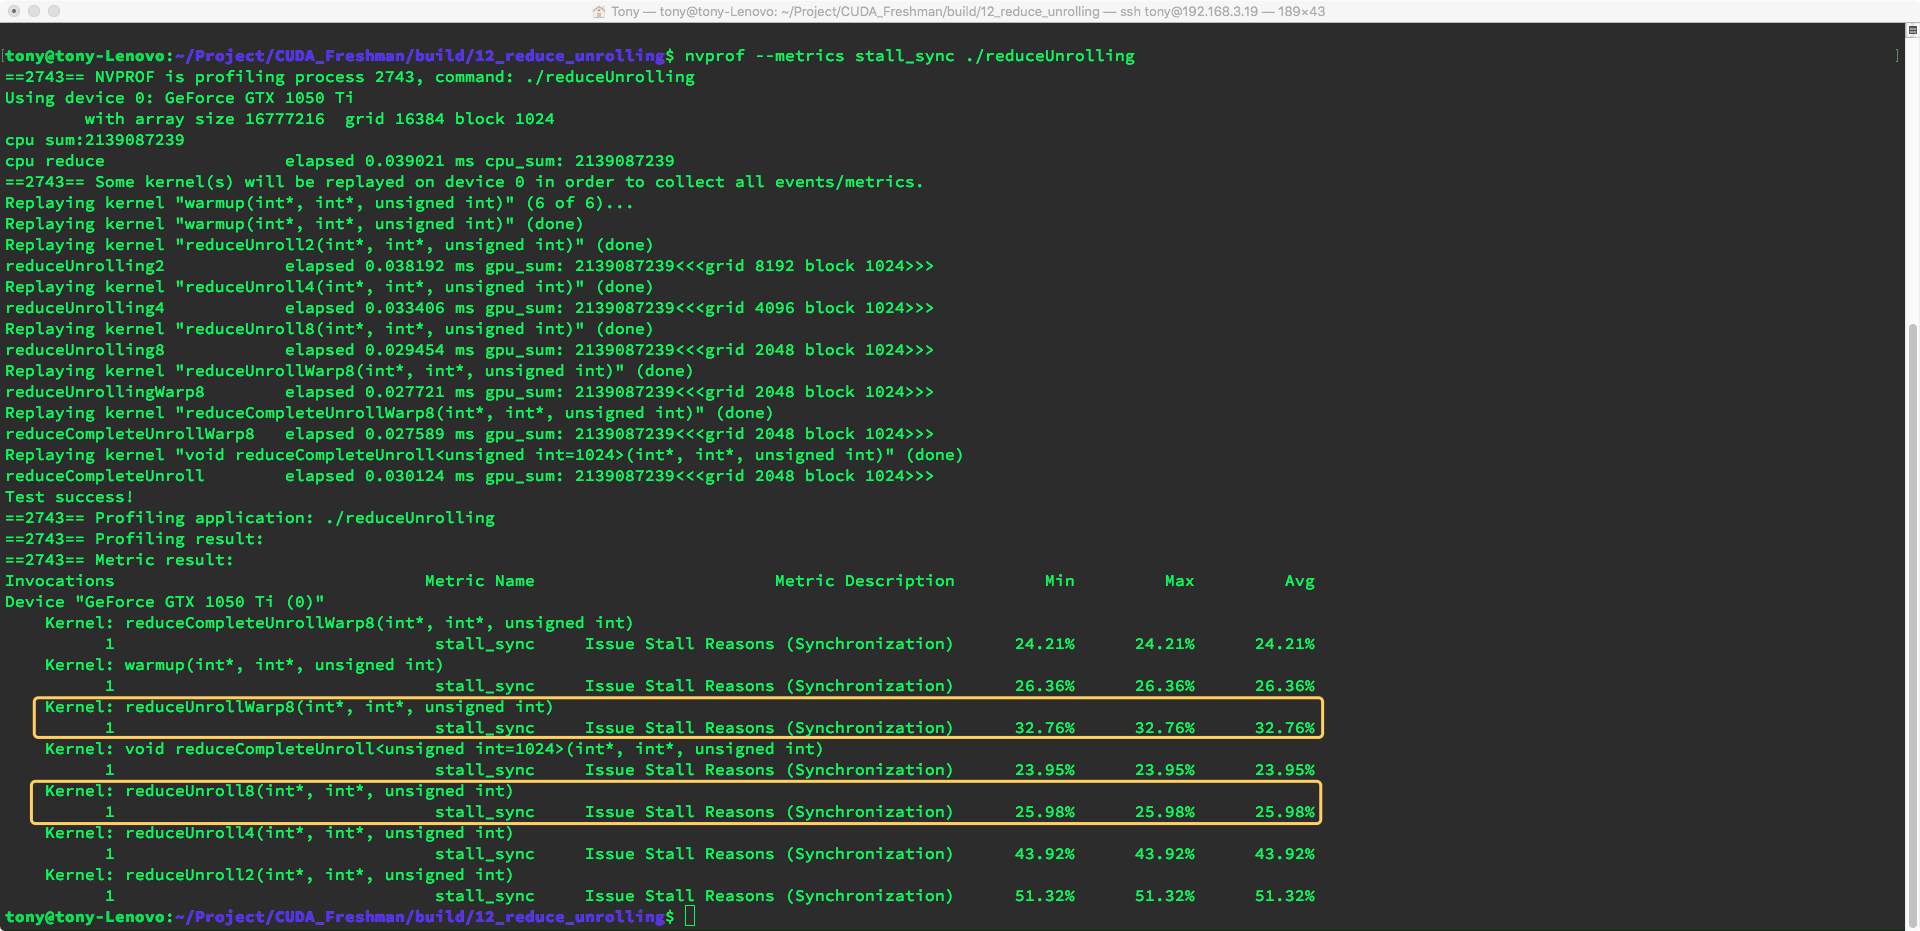 Tony — tony@tony-Lenovo: ~/Project/CUDA_Freshman/build/12_reduce_unrolling — ssh tony@192.168.3.19 — 189×43
[tony@tony-Lenovo:~/Project/CUDA_Freshman/build/12_reduce_unrolling$ nvprof --metrics stall_sync ./reduceUnrolling ]
==2743== NVPROF is profiling process 2743, command: ./reduceUnrolling
Using device 0: GeForce GTX 1050 Ti
with array size 16777216  grid 16384 block 1024
cpu sum:2139087239
cpu reduce                  elapsed 0.039021 ms cpu_sum: 2139087239
==2743== Some kernel(s) will be replayed on device 0 in order to collect all events/metrics.
Replaying kernel "warmup(int*, int*, unsigned int)" (6 of 6)...
Replaying kernel "warmup(int*, int*, unsigned int)" (done)
Replaying kernel "reduceUnroll2(int*, int*, unsigned int)" (done)
reduceUnrolling2            elapsed 0.038192 ms gpu_sum: 2139087239<<<grid 8192 block 1024>>>
Replaying kernel "reduceUnroll4(int*, int*, unsigned int)" (done)
reduceUnrolling4            elapsed 0.033406 ms gpu_sum: 2139087239<<<grid 4096 block 1024>>>
Replaying kernel "reduceUnroll8(int*, int*, unsigned int)" (done)
reduceUnrolling8            elapsed 0.029454 ms gpu_sum: 2139087239<<<grid 2048 block 1024>>>
Replaying kernel "reduceUnrollWarp8(int*, int*, unsigned int)" (done)
reduceUnrollingWarp8        elapsed 0.027721 ms gpu_sum: 2139087239<<<grid 2048 block 1024>>>
Replaying kernel "reduceCompleteUnrollWarp8(int*, int*, unsigned int)" (done)
reduceCompleteUnrollWarp8   elapsed 0.027589 ms gpu_sum: 2139087239<<<grid 2048 block 1024>>>
Replaying kernel "void reduceCompleteUnroll<unsigned int=1024>(int*, int*, unsigned int)" (done)
reduceCompleteUnroll        elapsed 0.030124 ms gpu_sum: 2139087239<<<grid 2048 block 1024>>>
Test success!
==2743== Profiling application: ./reduceUnrolling
==2743== Profiling result:
==2743== Metric result:
Invocations                               Metric Name                        Metric Description         Min         Max         Avg
Device "GeForce GTX 1050 Ti (0)"
Kernel: reduceCompleteUnrollWarp8(int*, int*, unsigned int)
1                                stall_sync     Issue Stall Reasons (Synchronization)      24.21%      24.21%      24.21%
Kernel: warmup(int*, int*, unsigned int)
1                                stall_sync     Issue Stall Reasons (Synchronization)      26.36%      26.36%      26.36%
Kernel: reduceUnrollWarp8(int*, int*, unsigned int)
1                                stall_sync     Issue Stall Reasons (Synchronization)      32.76%      32.76%      32.76%
Kernel: void reduceCompleteUnroll<unsigned int=1024>(int*, int*, unsigned int)
1                                stall_sync     Issue Stall Reasons (Synchronization)      23.95%      23.95%      23.95%
Kernel: reduceUnroll8(int*, int*, unsigned int)
1                                stall_sync     Issue Stall Reasons (Synchronization)      25.98%      25.98%      25.98%
Kernel: reduceUnroll4(int*, int*, unsigned int)
1                                stall_sync     Issue Stall Reasons (Synchronization)      43.92%      43.92%      43.92%
Kernel: reduceUnroll2(int*, int*, unsigned int)
1                                stall_sync     Issue Stall Reasons (Synchronization)      51.32%      51.32%      51.32%
tony@tony-Lenovo:~/Project/CUDA_Freshman/build/12_reduce_unrolling$